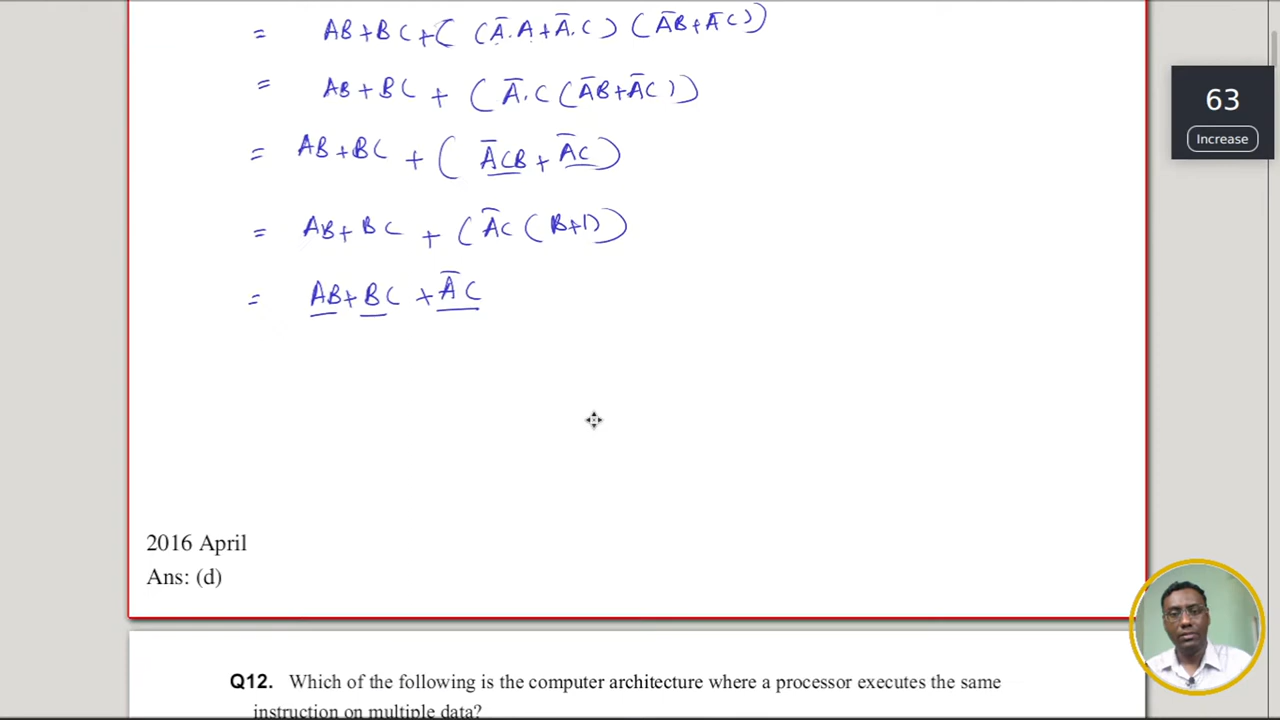 = AB + BC + ( (Ā.A + Ā.C) (ĀB + ĀC))
= AB + BC + (Ā.C (ĀB + ĀC))
= AB + BC + (ĀCB + ĀC)
= AB + BC + (ĀC (B+1))
= AB + BC + ĀC
63
Increase
2016 April
Ans: (d)
Q12. Which of the following is the computer architecture where a processor executes the same
instruction on multiple data?